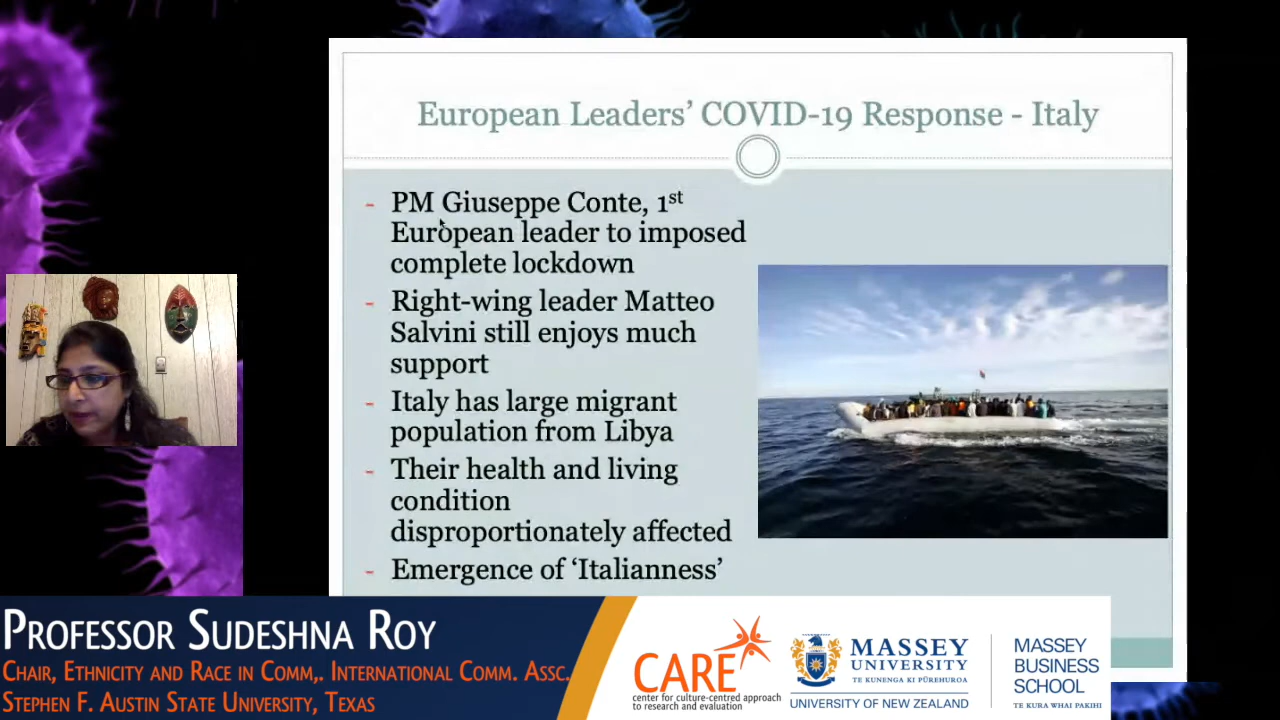 European Leaders' COVID-19 Response - Italy
- PM Giuseppe Conte, 1st
European leader to imposed
complete lockdown
- Right-wing leader Matteo
Salvini still enjoys much
support
- Italy has large migrant
population from Libya
- Their health and living
condition
disproportionately affected
- Emergence of 'Italianness'
PROFESSOR SUDESHNA ROY
CHAIR, ETHNICITY AND RACE IN COMM,. INTERNATIONAL COMM. ASSC.
STEPHEN F. AUSTIN STATE UNIVERSITY, TEXAS
CARE
center for culture-centred approach
to research and evaluation
MASSEY
UNIVERSITY
TE KUNENGA KI PŪREHUROA
UNIVERSITY OF NEW ZEALAND
MASSEY
BUSINESS
SCHOOL
TE KURA WHAI PAKIHI